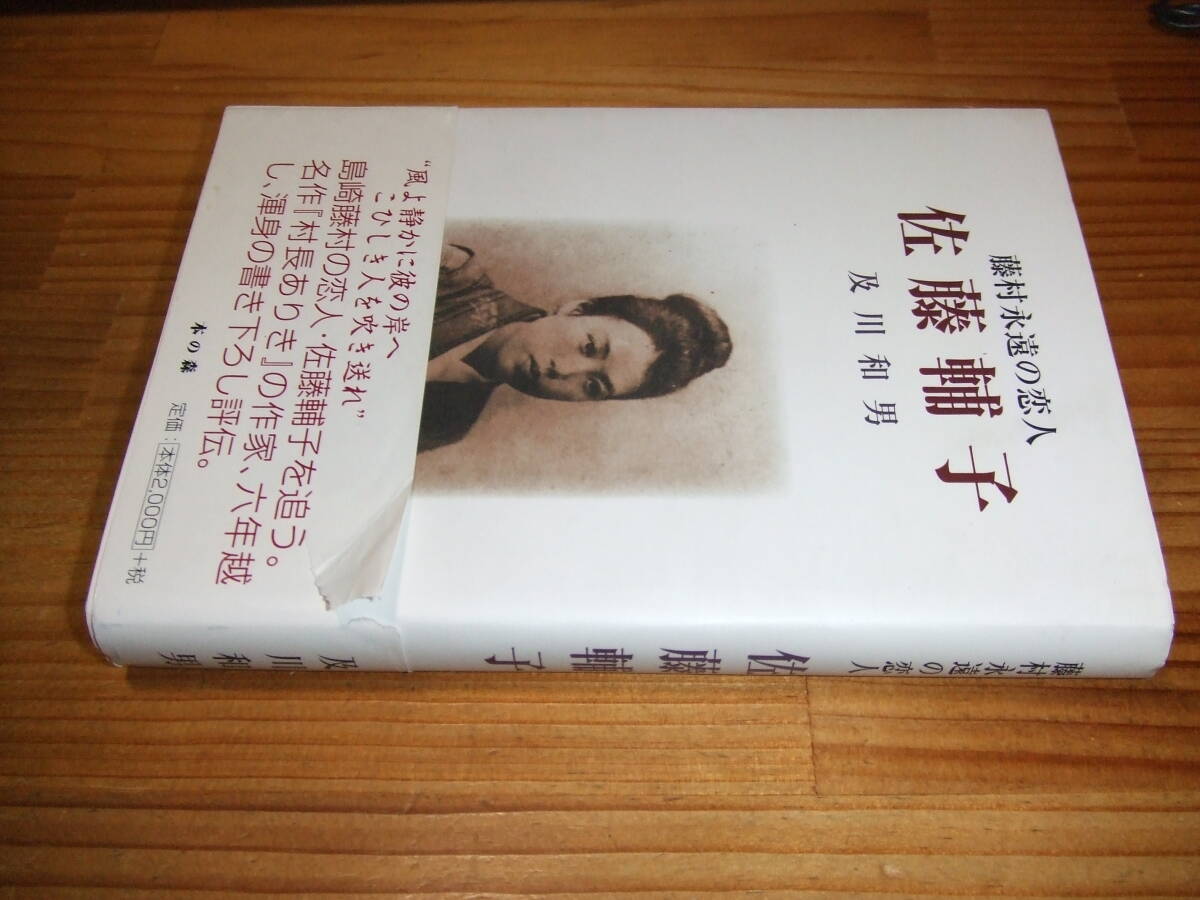 藤村永遠の恋人
佐藤輔子
及川和男
“風よ静かに彼の岸へ
こひしき人を吹き送れ”
島崎藤村の恋人・佐藤輔子を追う。
名作『村長ありき』の作家、六年越
し、渾身の書き下ろし評伝。
本の森
定価：本体2,000円＋税
藤村永遠の恋人
佐藤輔子
及川和男